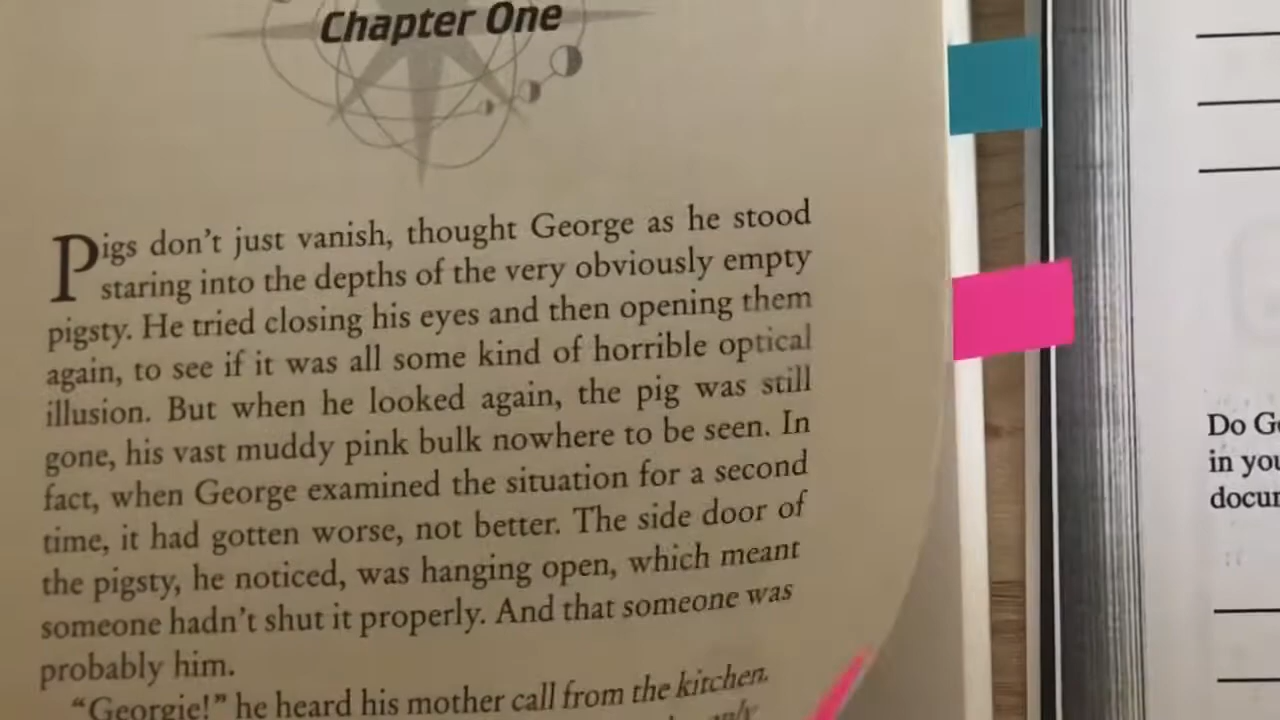 Chapter One
Pigs don't just vanish, thought George as he stood
staring into the depths of the very obviously empty
pigsty. He tried closing his eyes and then opening them
again, to see if it was all some kind of horrible optical
illusion. But when he looked again, the pig was still
gone, his vast muddy pink bulk nowhere to be seen. In
fact, when George examined the situation for a second
time, it had gotten worse, not better. The side door of
the pigsty, he noticed, was hanging open, which meant
someone hadn't shut it properly. And that someone was
probably him.
"Georgie!" he heard his mother call from the kitchen.
only
Do
in